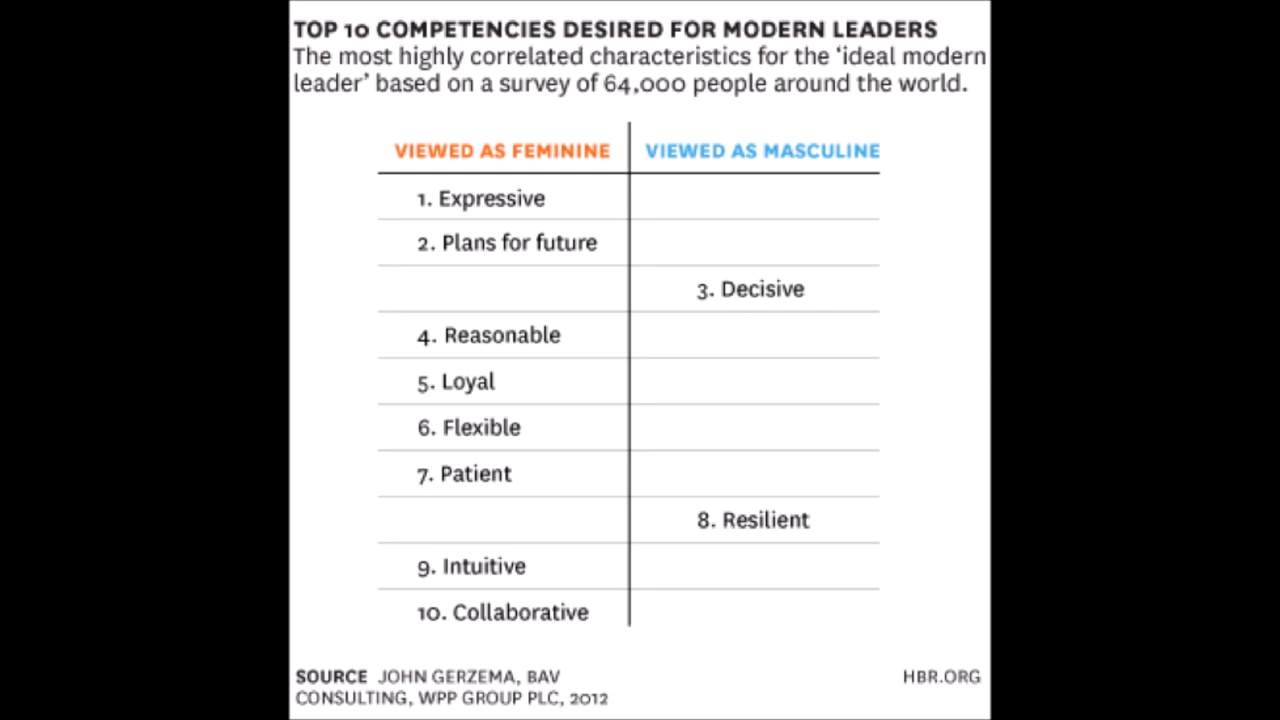 TOP 10 COMPETENCIES DESIRED FOR MODERN LEADERS
The most highly correlated characteristics for the ‘ideal modern
leader’ based on a survey of 64,000 people around the world.
VIEWED AS FEMININE VIEWED AS MASCULINE
1. Expressive
2. Plans for future
3. Decisive
4. Reasonable
5. Loyal
6. Flexible
7. Patient
8. Resilient
9. Intuitive
10. Collaborative
SOURCE JOHN GERZEMA, BAV HBR.ORG
CONSULTING, WPP GROUP PLC, 2012